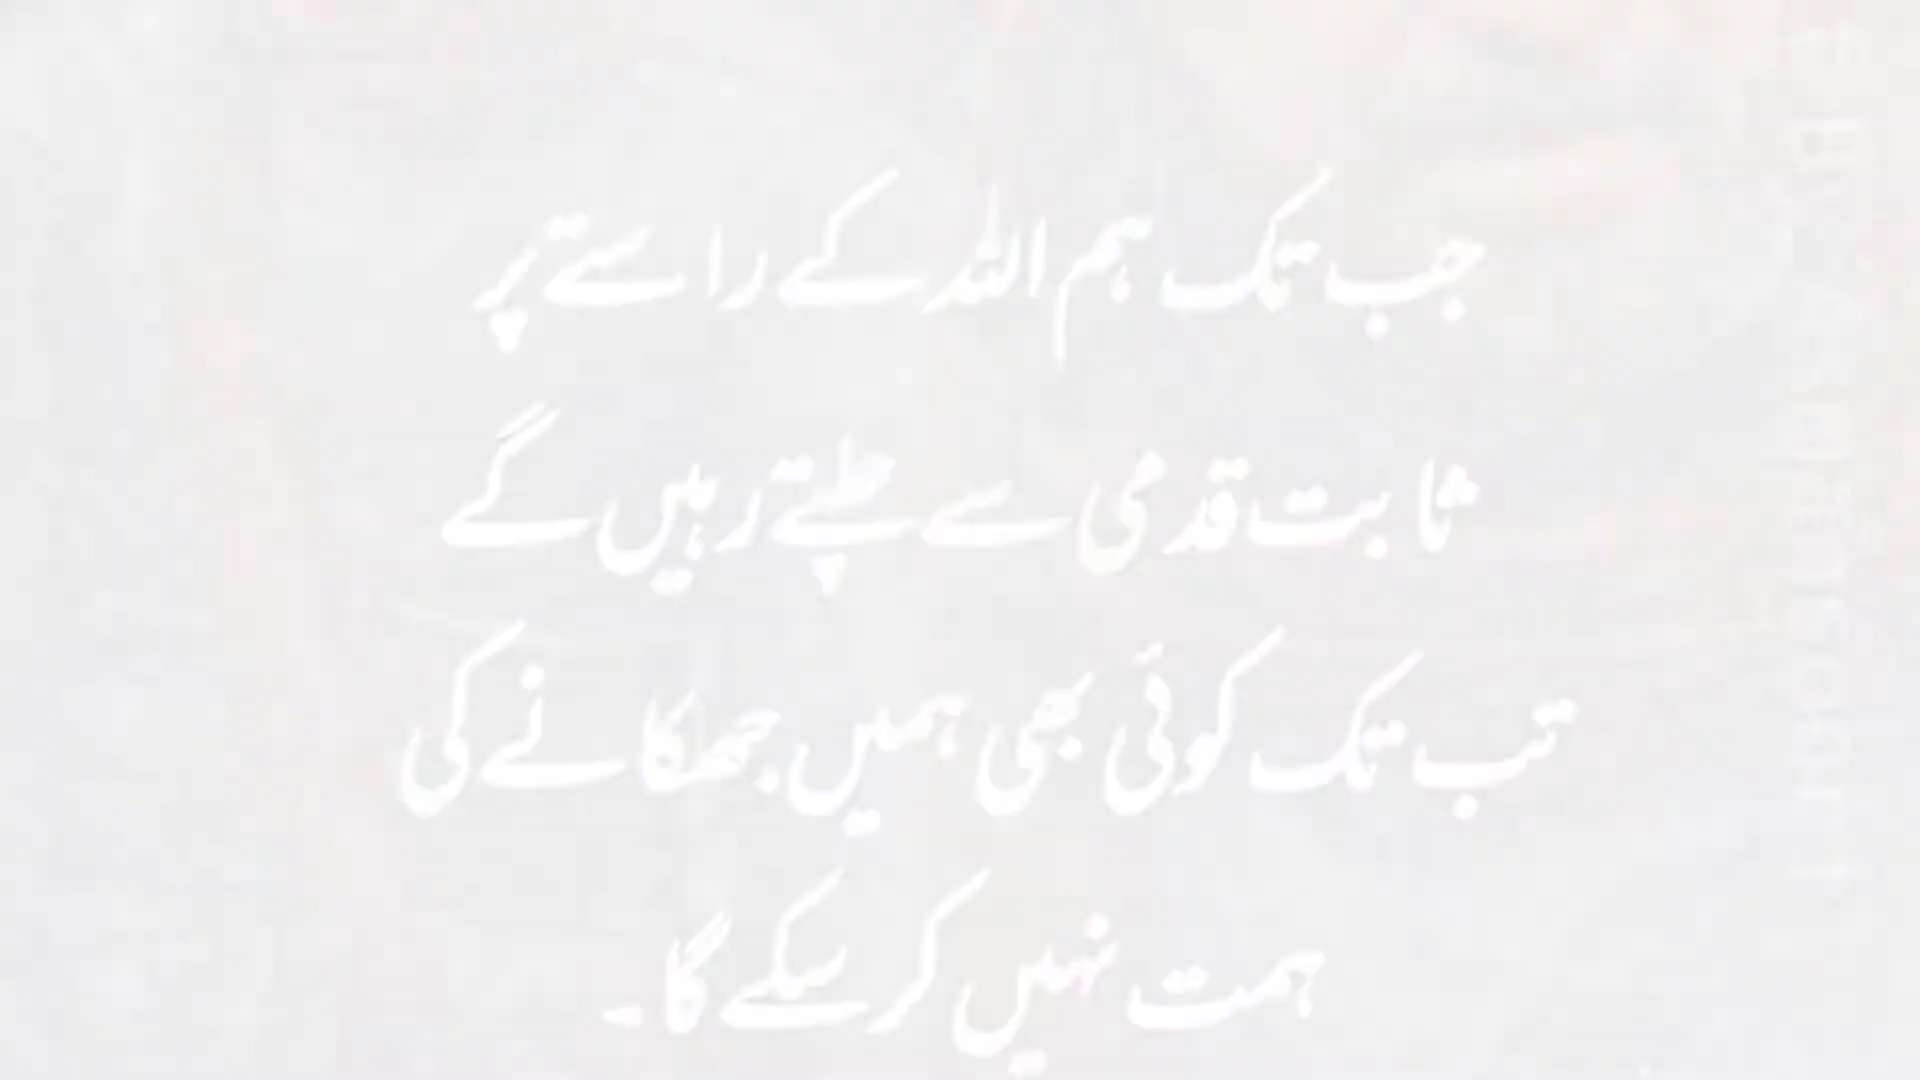 جب تک ہم اللہ کے راستے پر
ثابت قدمی سے چلتے رہیں گے
تب تک کوئی بھی ہمیں جھکانے کی
ہمت نہیں کر سکے گا۔